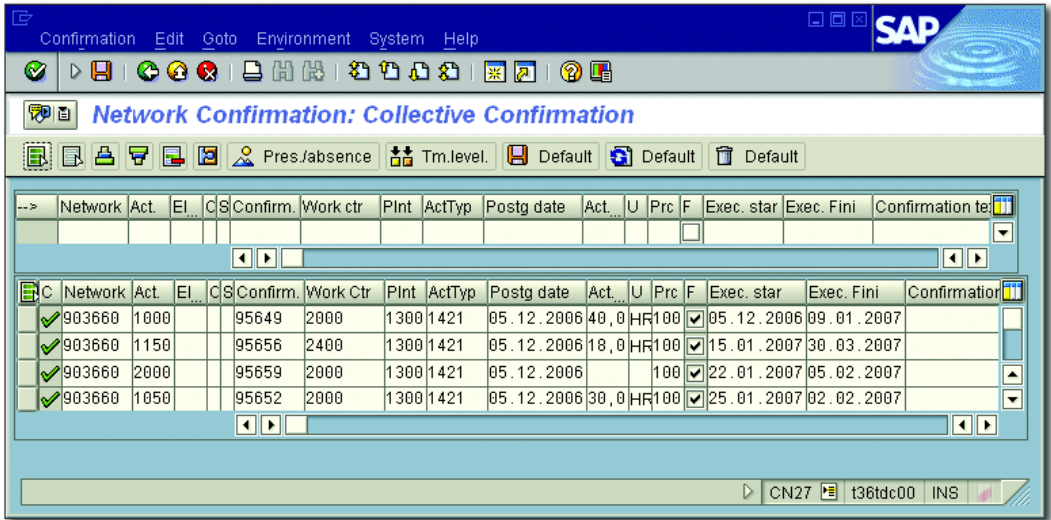 SAP
Confirmation Edit Goto Environment System Help
Network Confirmation: Collective Confirmation
Pres./absence Tm.level. Default Default Default
--> Network Act. El... C S Confirm. Work ctr Plnt ActTyp Postg date Act... U Prc F Exec. star Exec. Fini Confirmation te
C Network Act. El... C S Confirm. Work Ctr Plnt ActTyp Postg date Act... U Prc F Exec. star Exec. Fini Confirmation
903660 1000 95649 2000 1300 1421 05.12.2006 40,0 HR 100 05.12.2006 09.01.2007
903660 1150 95656 2400 1300 1421 05.12.2006 18,0 HR 100 15.01.2007 30.03.2007
903660 2000 95659 2000 1300 1421 05.12.2006 100 22.01.2007 05.02.2007
903660 1050 95652 2000 1300 1421 05.12.2006 30,0 HR 100 25.01.2007 02.02.2007
CN27 t36tdc00 INS